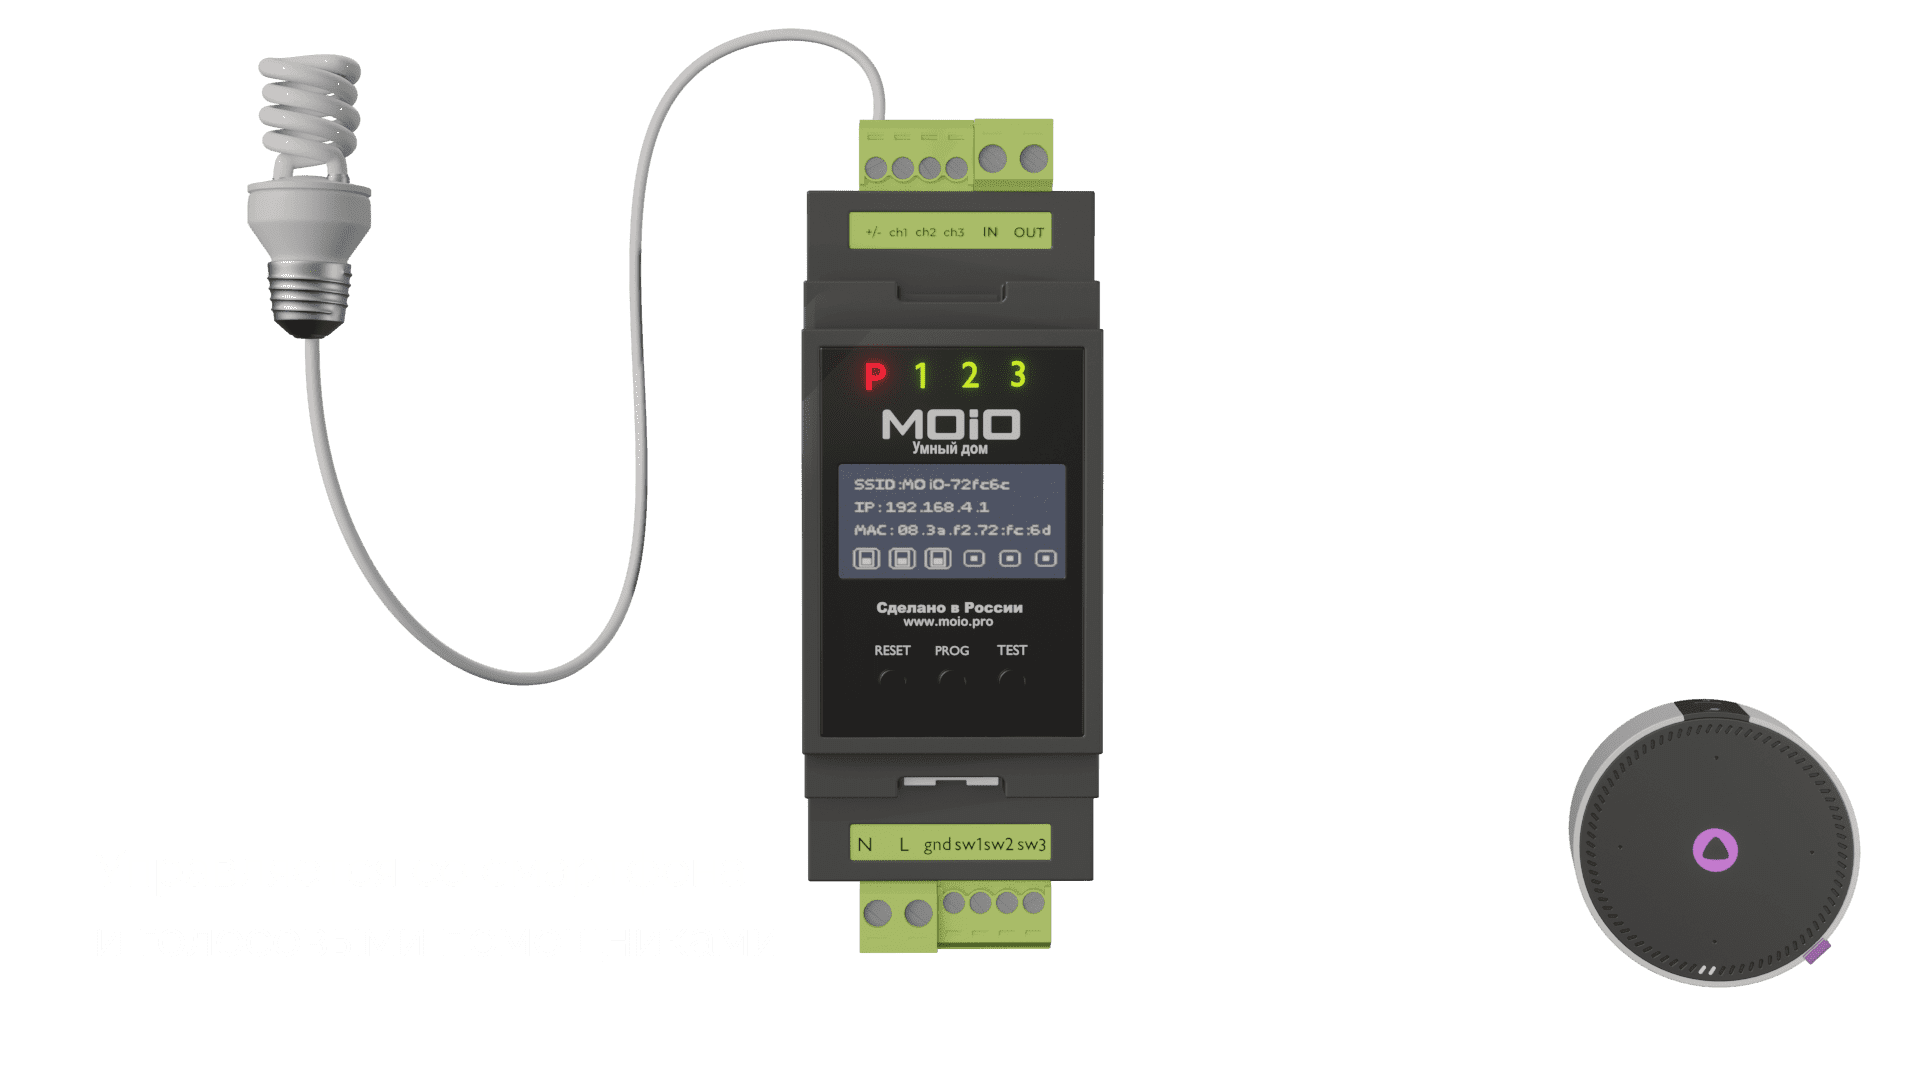 +/- ch1 ch2 ch3 IN OUT
P 1 2 3
MOiO
Умный дом
SSID:MOiO-72fc6c
IP:192.168.4.1
MAC:08.3a.f2.72:fc:6d
Сделано в России
www.moio.pro
RESET PROG TEST
N L gnd sw1 sw2 sw3